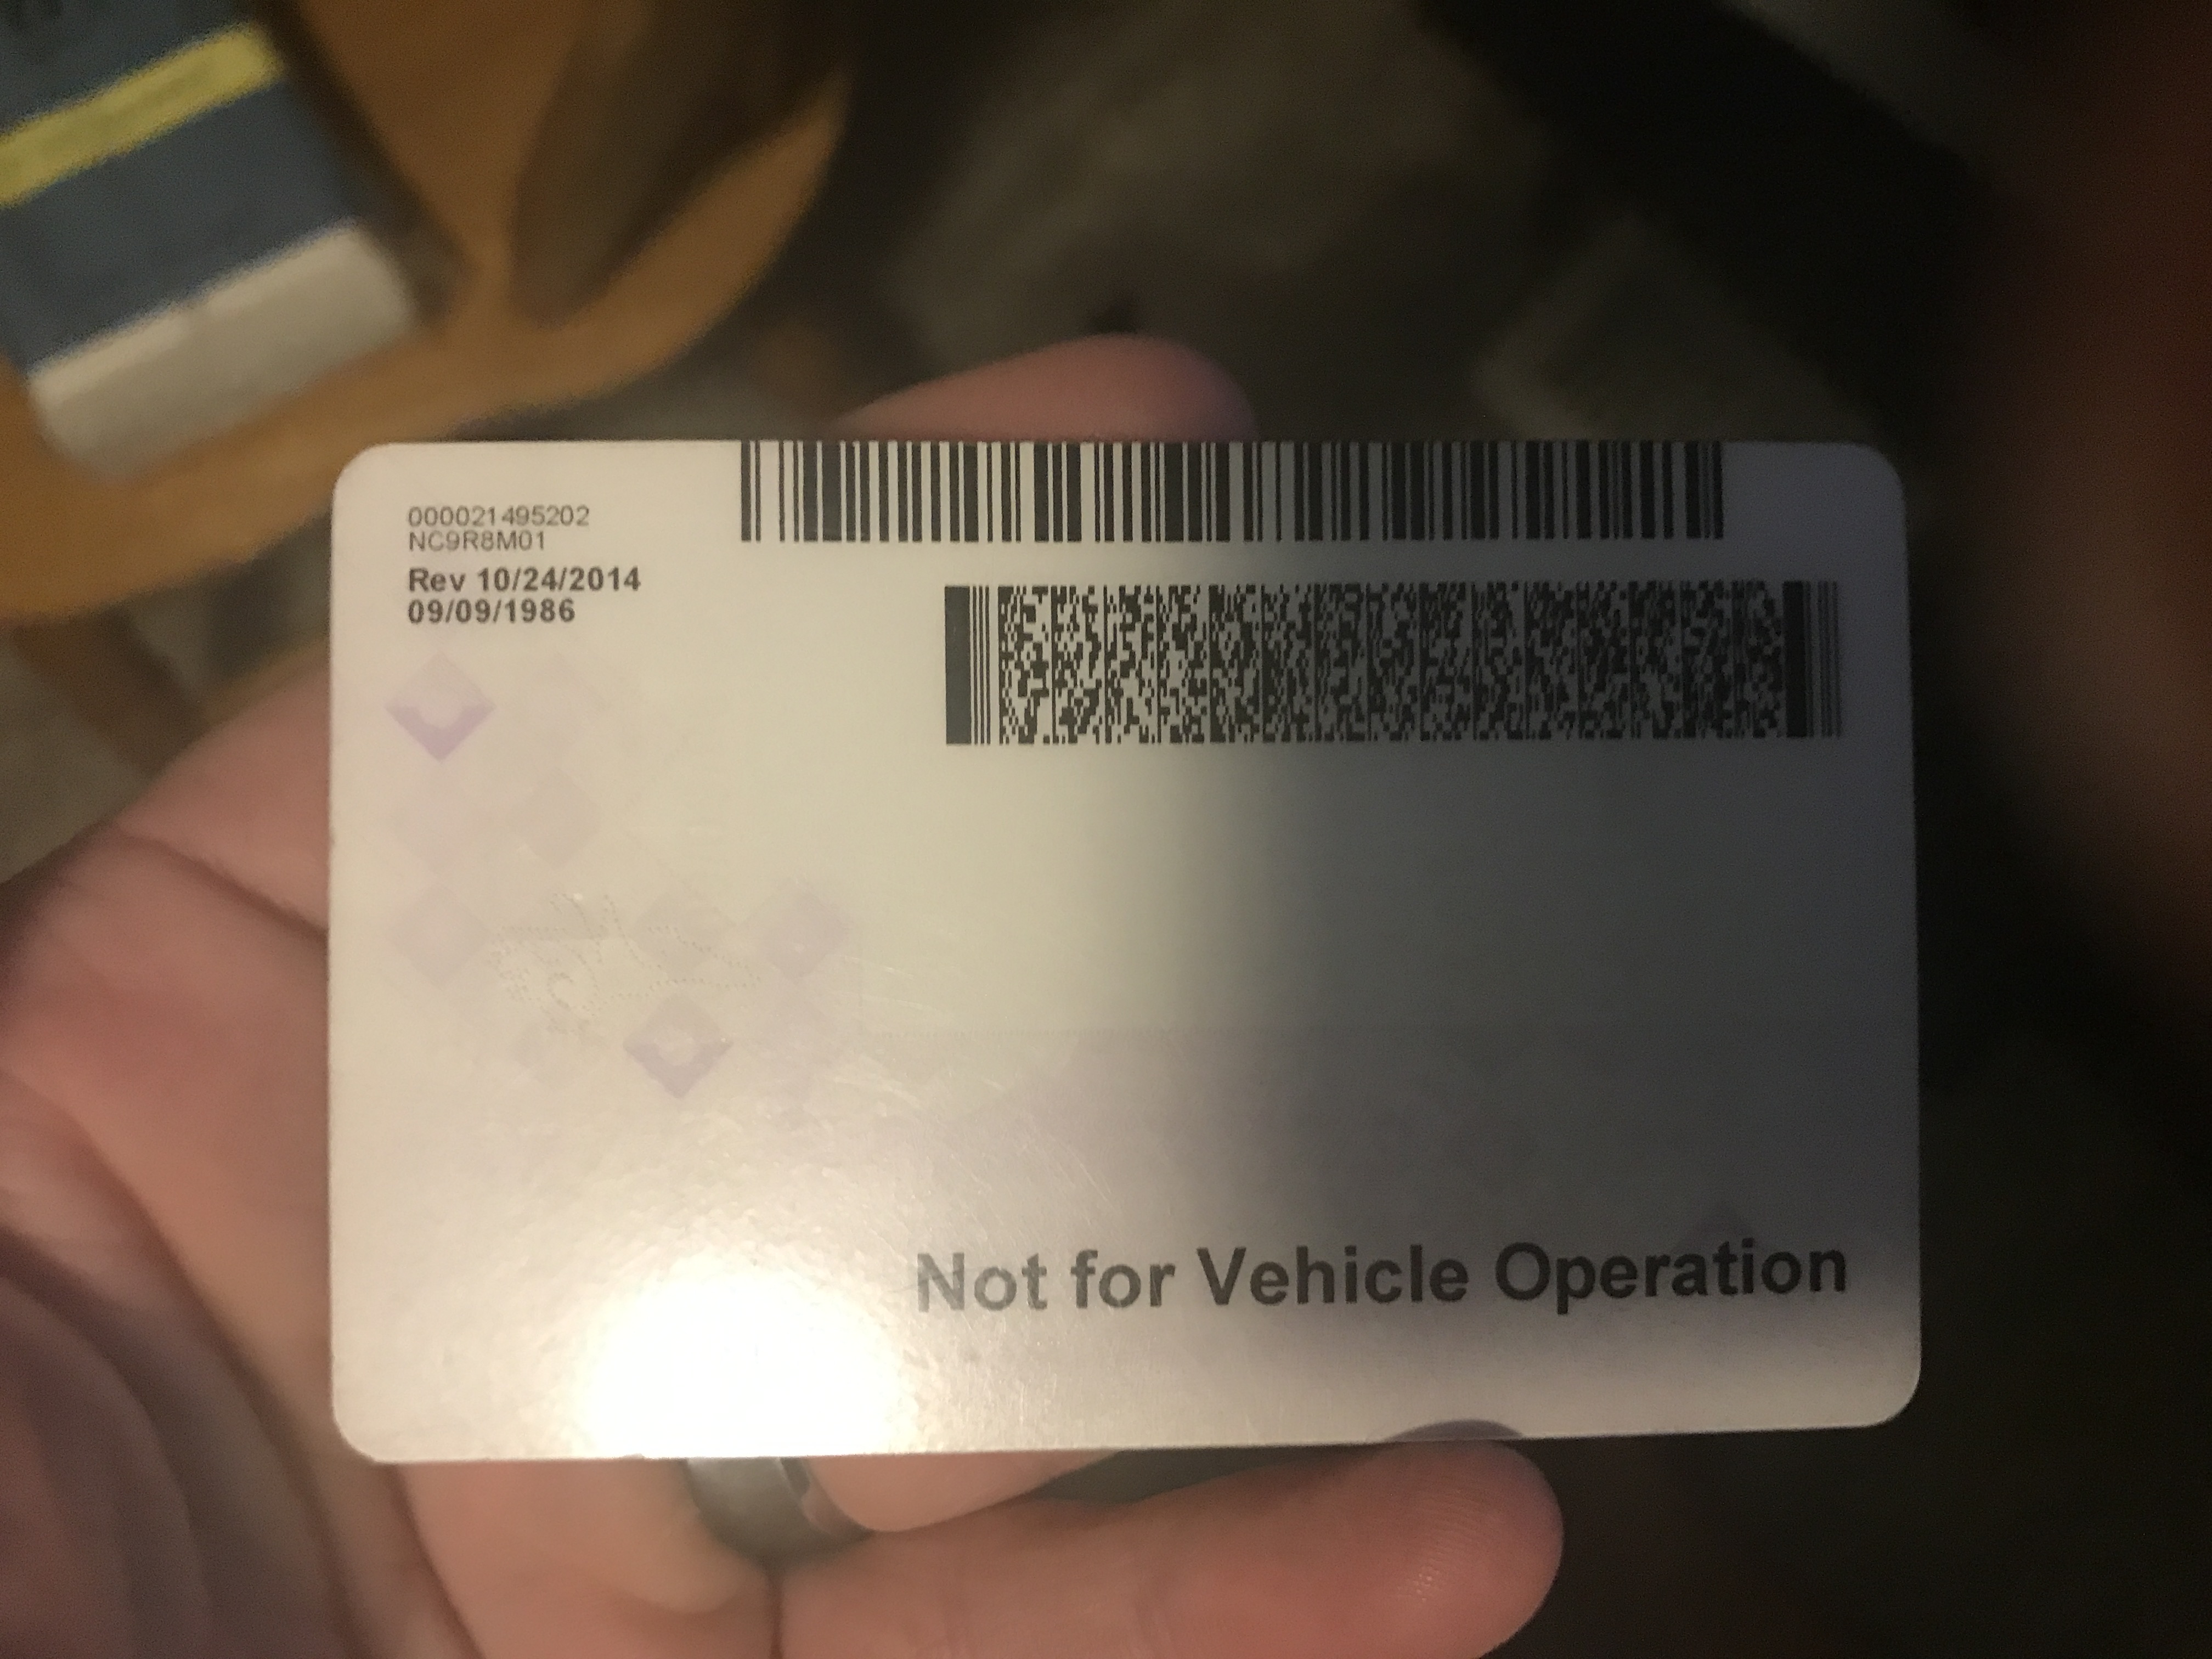 000021495202
NC9R8M01
Rev 10/24/2014
09/09/1986
Not for Vehicle Operation